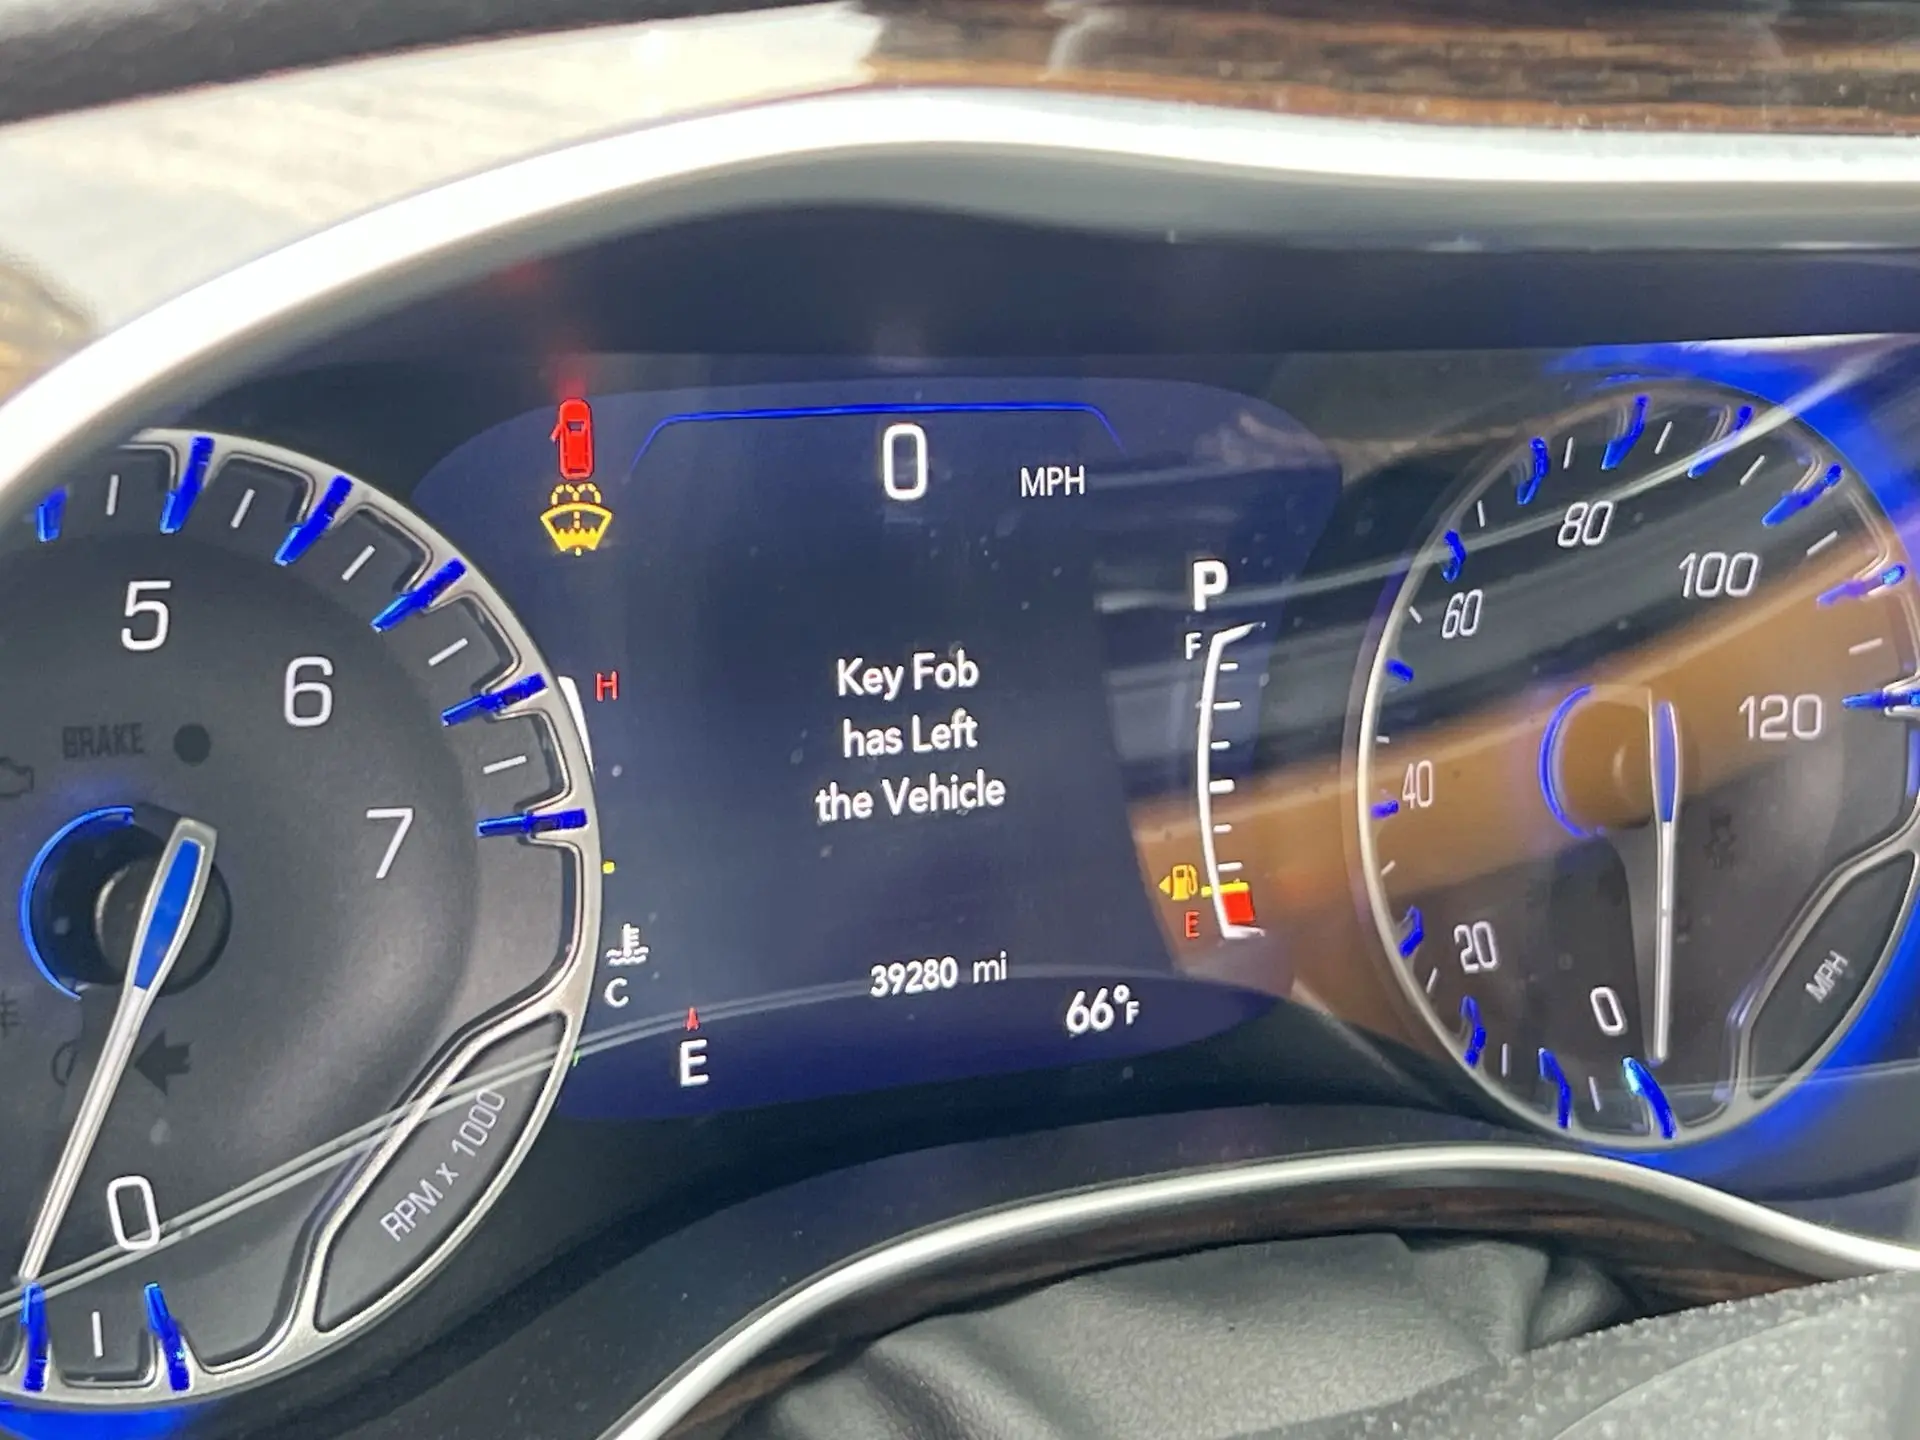 0 MPH
P
F
Key Fob
has Left
the Vehicle
E
H
C
39280 mi
66°F
E
5
6
7
BRAKE
0
RPM x 1000
0
20
40
60
80
100
120
MPH